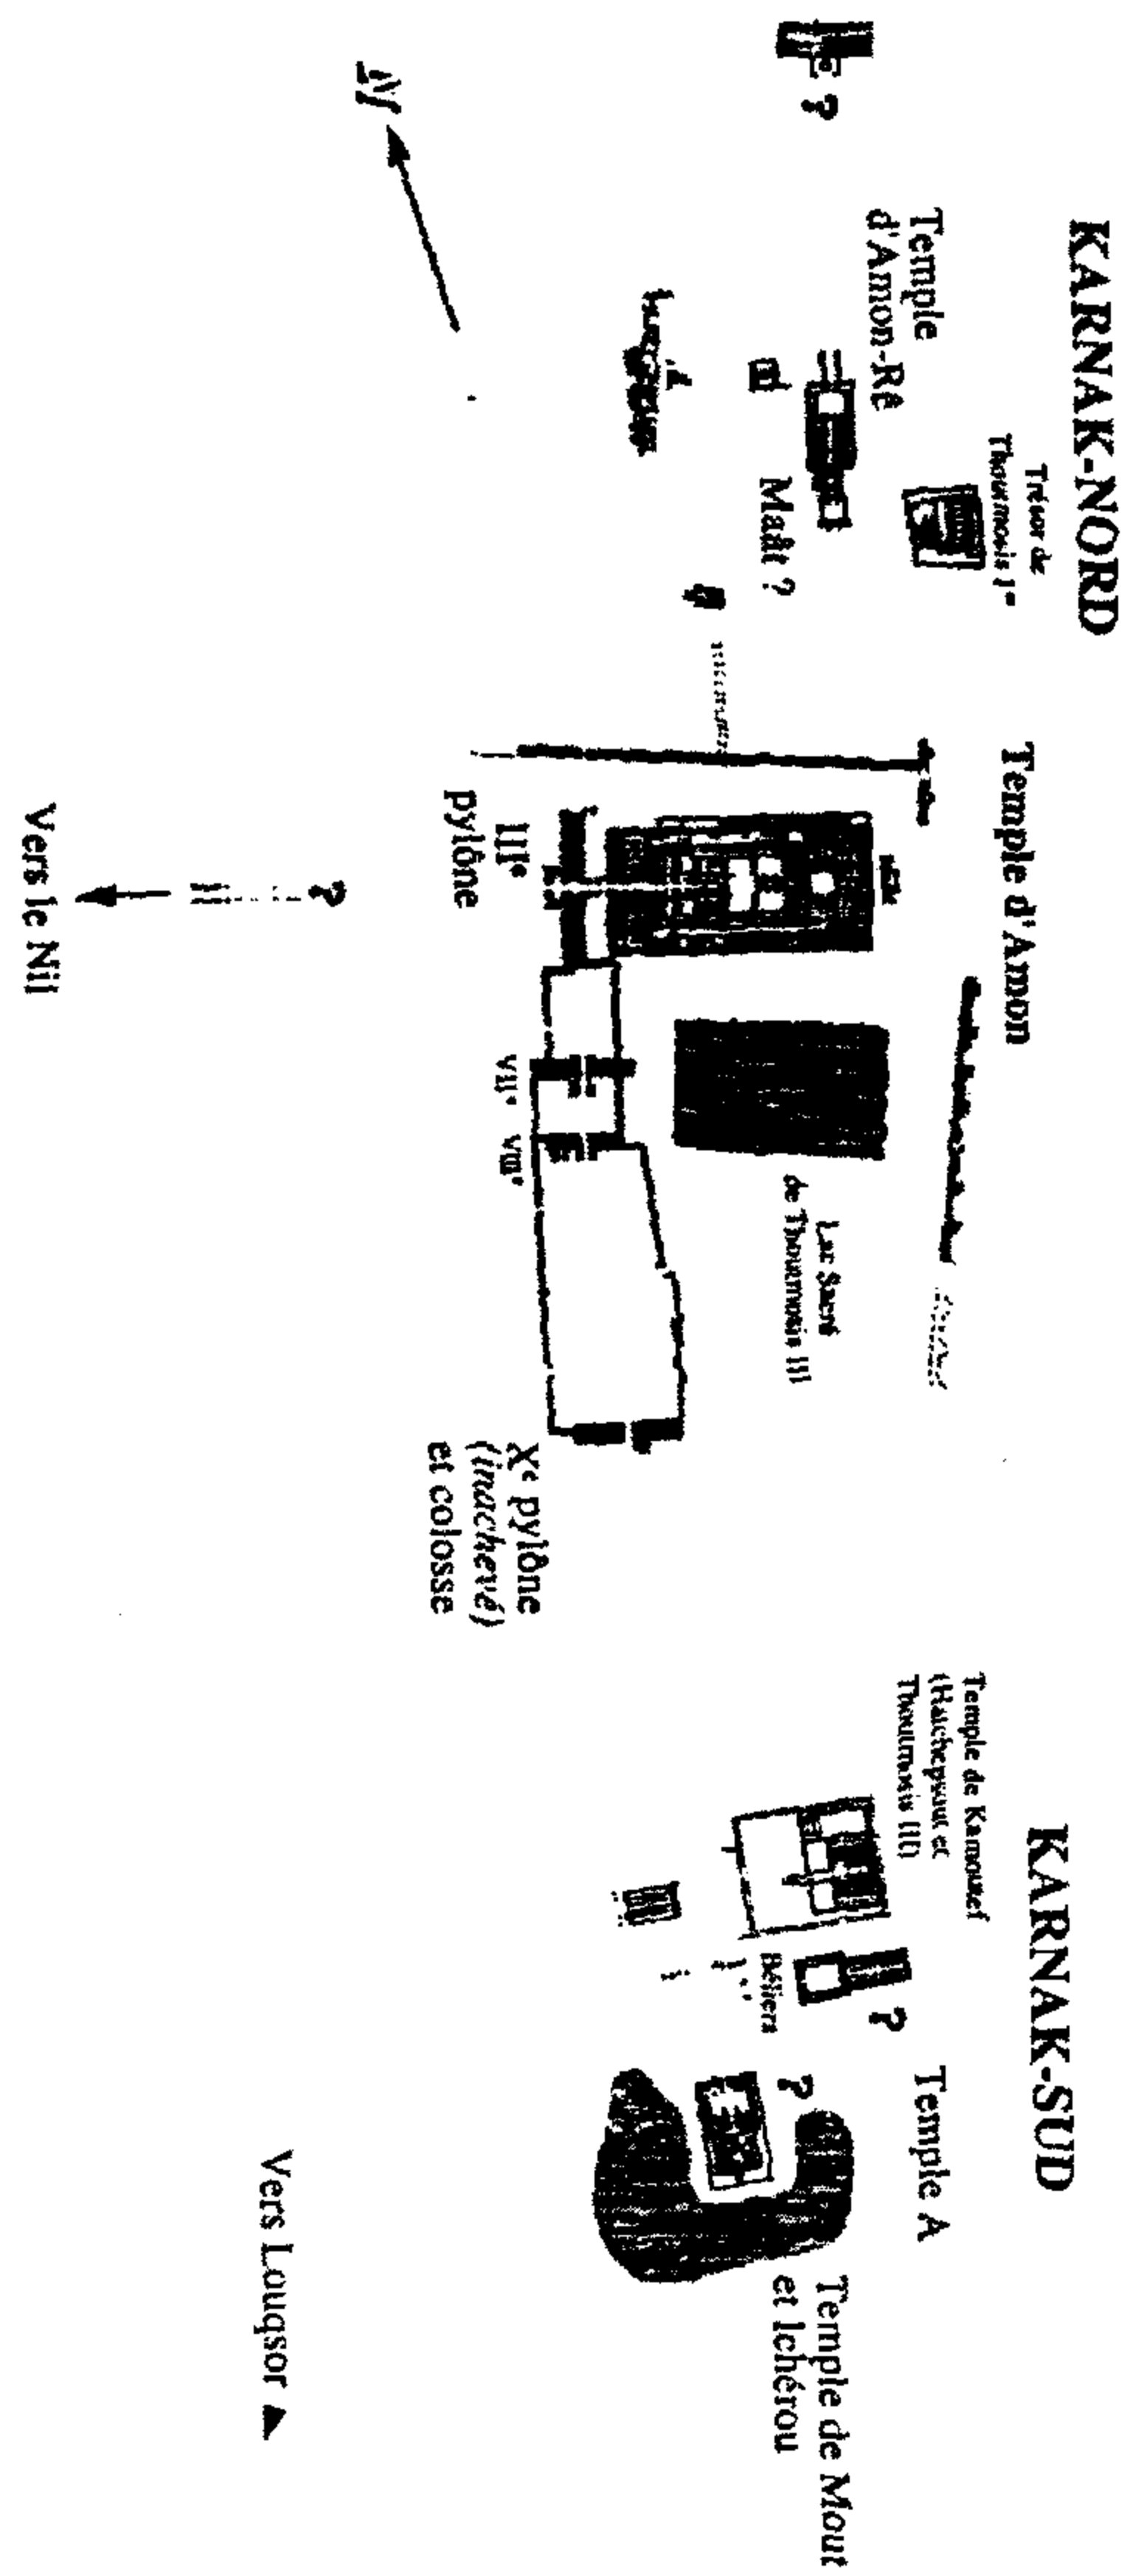 KARNAK-NORD
?
Temple
d'Amon-Rê
Trésor de
Thoutmosis Iᵉʳ
Maât ?
N
Temple d'Amon
IIIᵉ
pylône
?
Vers le Nil
VIIᵉ
VIIIᵉ
Lac Sacré
de Thoutmosis III
Xᵉ pylône
(inachevé)
et colosse
KARNAK-SUD
Temple de Kamoutef
(Hatchepsout et
Thoutmosis III)
Béliers
?
Temple A
?
Temple de Mout
et Ichérou
Vers Louqsor